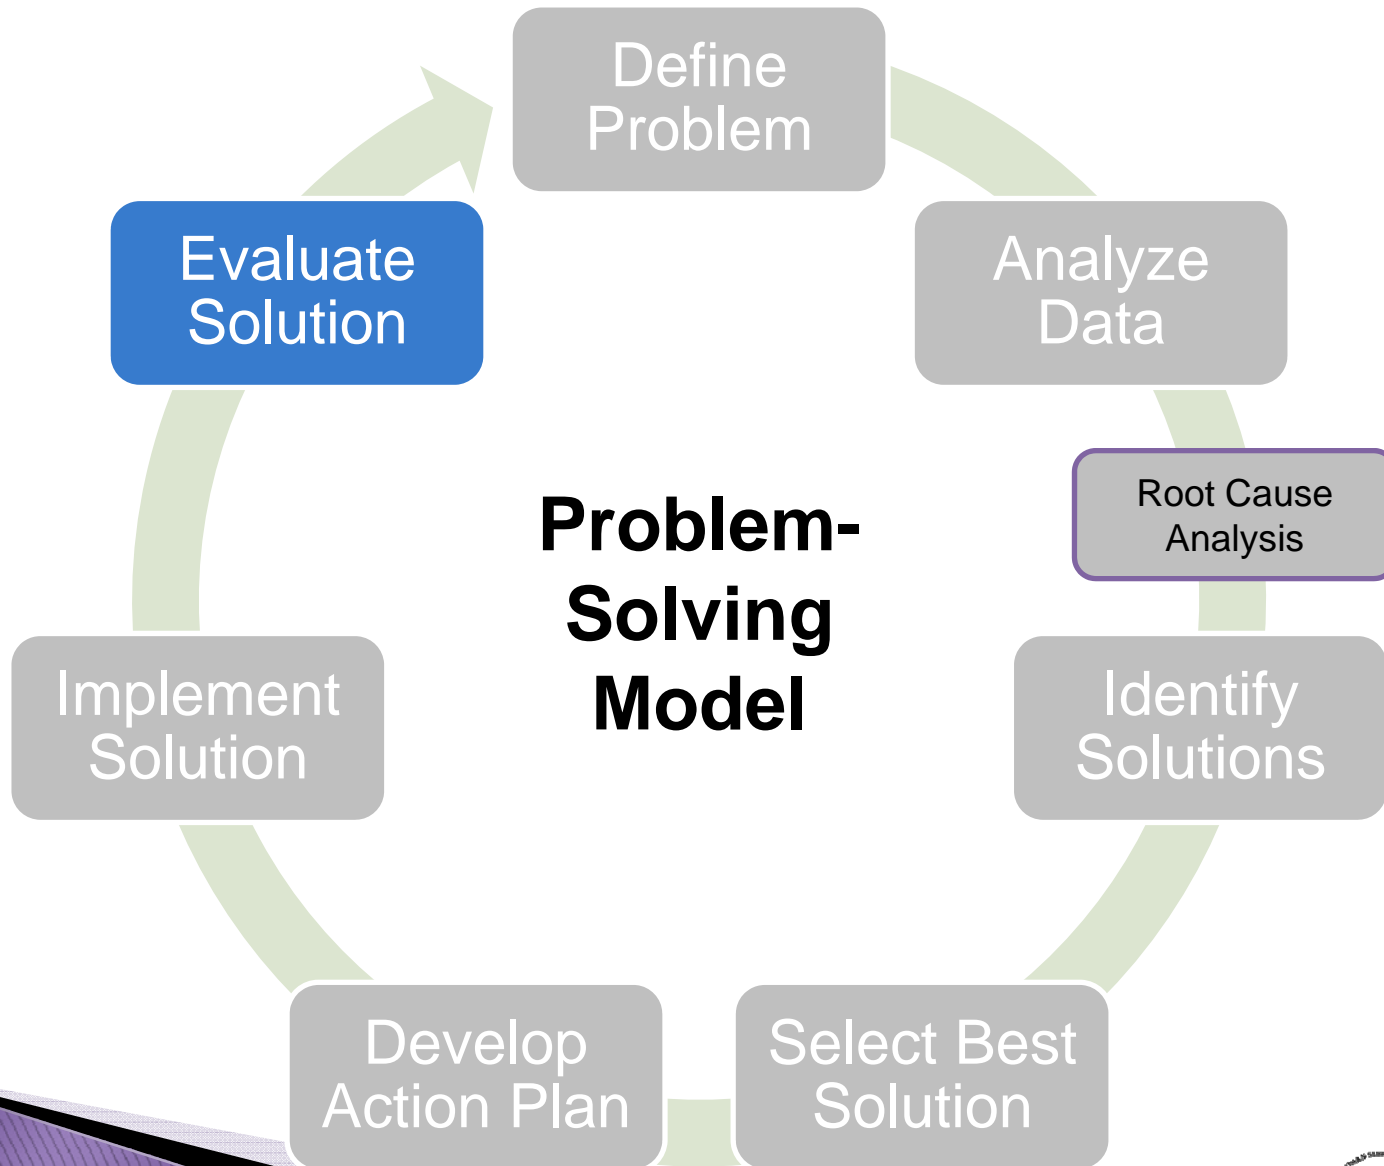 Define
Problem
Analyze
Data
Root Cause
Analysis
Identify
Solutions
Select Best
Solution
Develop
Action Plan
Implement
Solution
Evaluate
Solution
Problem-
Solving
Model